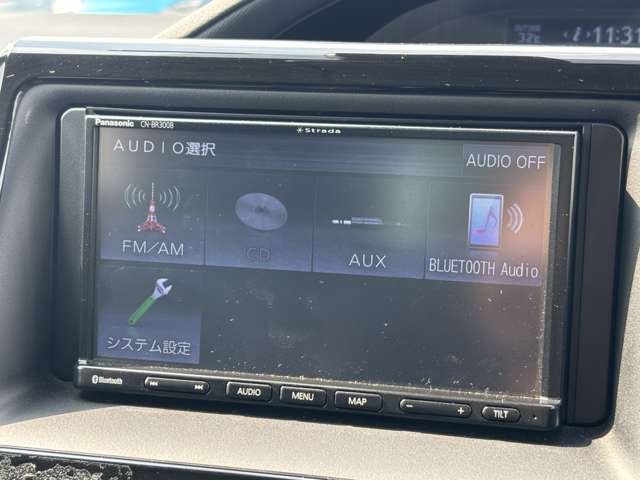 32℃
11:31
Panasonic CN-BR300B
Strada
AUDIO選択
AUDIO OFF
FM/AM
CD
AUX
BLUETOOTH Audio
システム設定
Bluetooth
AUDIO
MENU
MAP
TILT